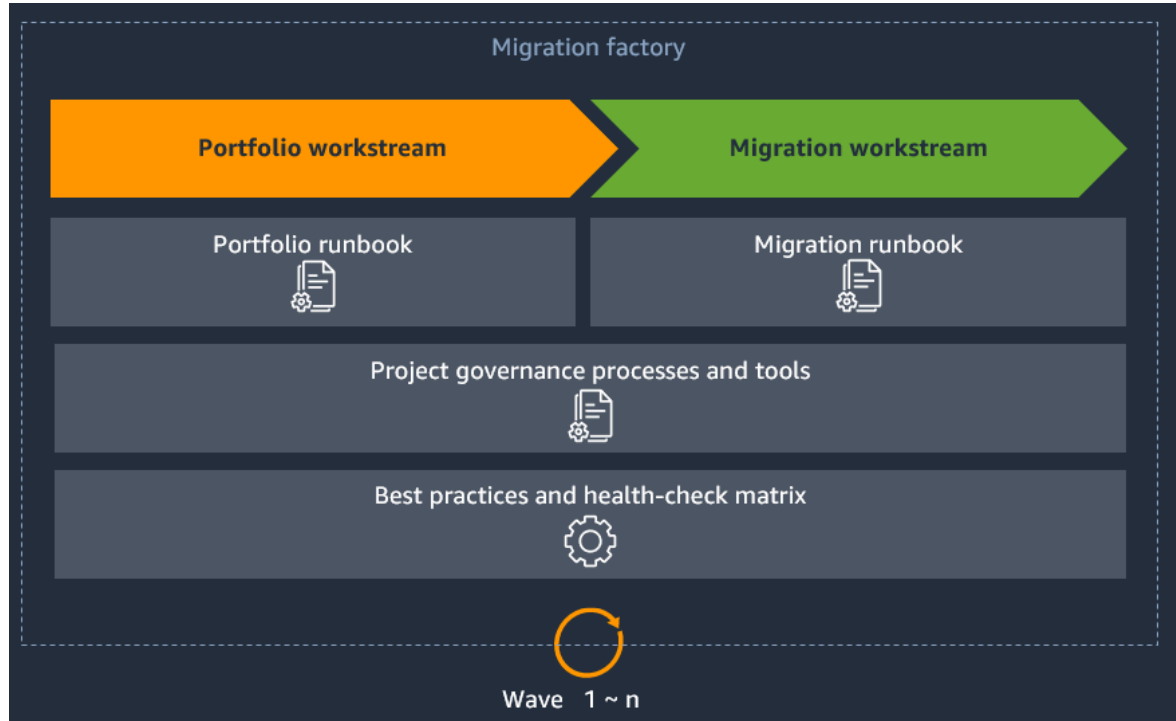 Migration factory
Portfolio workstream
Migration workstream
Portfolio runbook
Migration runbook
Project governance processes and tools
Best practices and health-check matrix
Wave 1 ~ n